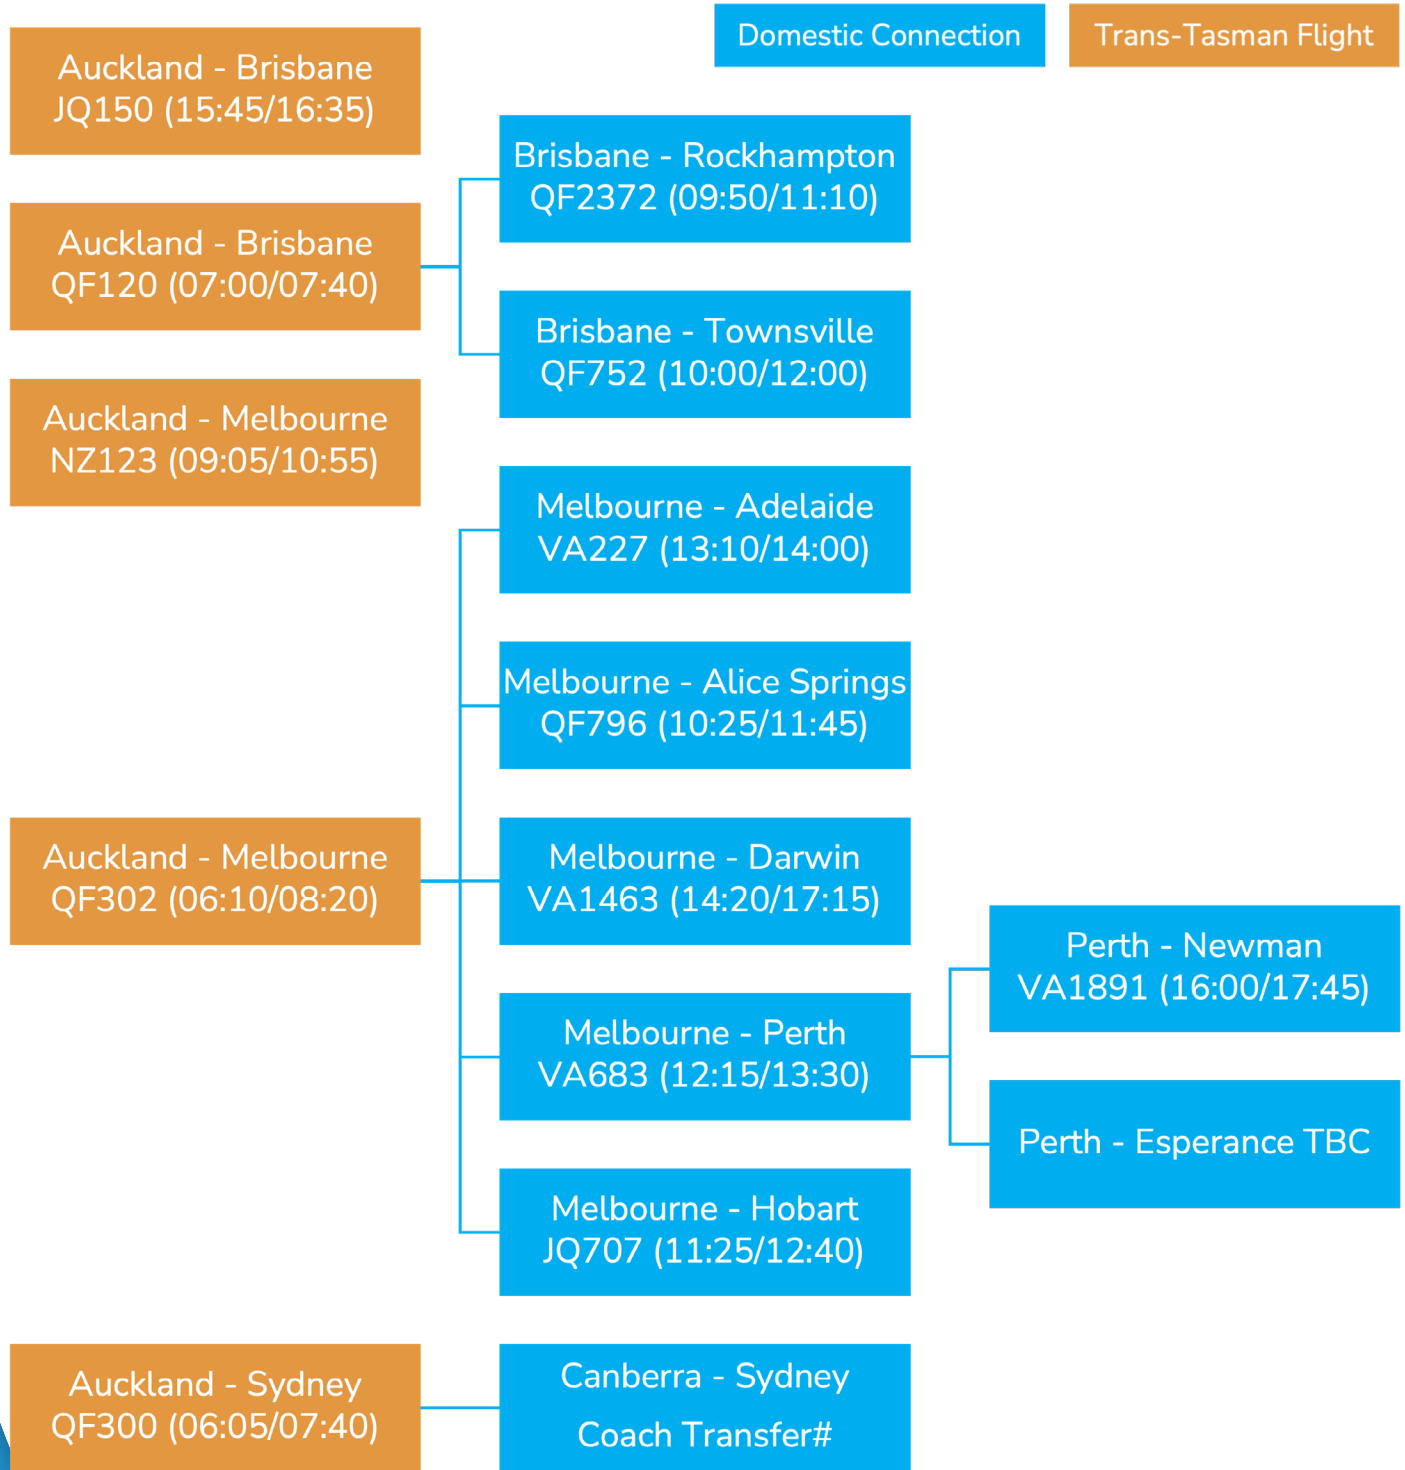 Domestic Connection
Trans-Tasman Flight
Auckland - Brisbane
JQ150 (15:45/16:35)
Auckland - Brisbane
QF120 (07:00/07:40)
Brisbane - Rockhampton
QF2372 (09:50/11:10)
Brisbane - Townsville
QF752 (10:00/12:00)
Auckland - Melbourne
NZ123 (09:05/10:55)
Auckland - Melbourne
QF302 (06:10/08:20)
Melbourne - Adelaide
VA227 (13:10/14:00)
Melbourne - Alice Springs
QF796 (10:25/11:45)
Melbourne - Darwin
VA1463 (14:20/17:15)
Melbourne - Perth
VA683 (12:15/13:30)
Perth - Newman
VA1891 (16:00/17:45)
Perth - Esperance TBC
Melbourne - Hobart
JQ707 (11:25/12:40)
Auckland - Sydney
QF300 (06:05/07:40)
Canberra - Sydney
Coach Transfer#